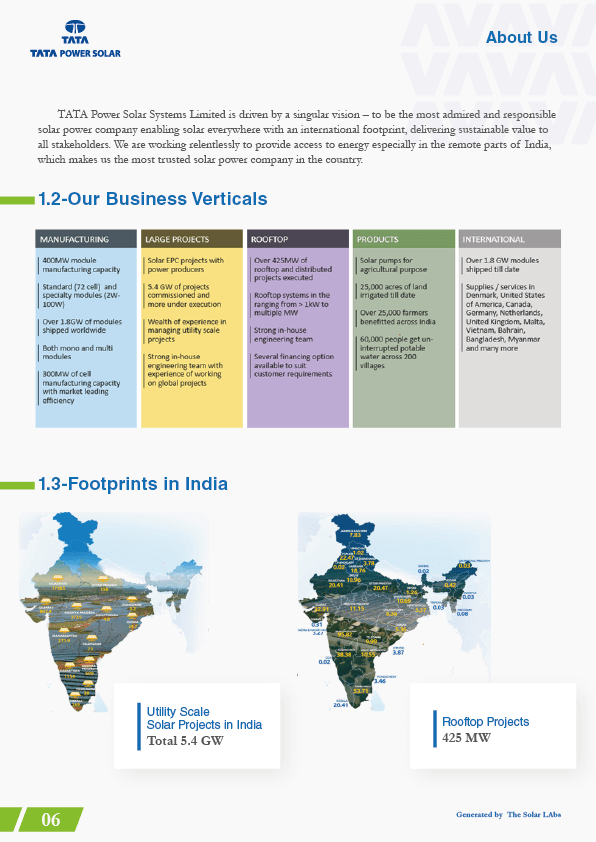 TATA
TATA POWER SOLAR
About Us
TATA Power Solar Systems Limited is driven by a singular vision – to be the most admired and responsible
solar power company enabling solar everywhere with an international footprint, delivering sustainable value to
all stakeholders. We are working relentlessly to provide access to energy especially in the remote parts of India,
which makes us the most trusted solar power company in the country.
1.2-Our Business Verticals
MANUFACTURING
400MW module
manufacturing capacity
Standard (72 cell) and
specialty modules (2W-
100W)
Over 1.8GW of modules
shipped worldwide
Both mono and multi
modules
300MW of cell
manufacturing capacity
with market leading
efficiency
LARGE PROJECTS
Solar EPC projects with
power producers
5.4 GW of projects
commissioned and
more under execution
Wealth of experience in
managing utility scale
projects
Strong in-house
engineering team with
experience of working
on global projects
ROOFTOP
Over 425MW of
rooftop and distributed
projects executed
Rooftop systems in the
ranging from > 1kW to
multiple MW
Strong in-house
engineering team
Several financing option
available to suit
customer requirements
PRODUCTS
Solar pumps for
agricultural purpose
25,000 acres of land
irrigated till date
Over 25,000 farmers
benefitted across India
60,000 people get un-
interrupted potable
water across 200
villages
INTERNATIONAL
Over 1.8 GW modules
shipped till date
Supplies / services in
Denmark, United States
of America, Canada,
Germany, Netherlands,
United Kingdom, Malta,
Vietnam, Bahrain,
Bangladesh, Myanmar
and many more
1.3-Footprints in India
7.83
1.02
22.47
3.78
0.02
18.76
10.96
20.41
20.47
0.02
0.03
0.42
0.03
0.03
0.08
11.15
10.69
0.31
95.87
3.87
38.38
0.02
3.46
53.71
20.41
Utility Scale
Solar Projects in India
Total 5.4 GW
Rooftop Projects
425 MW
06
Generated by The Solar LAbs